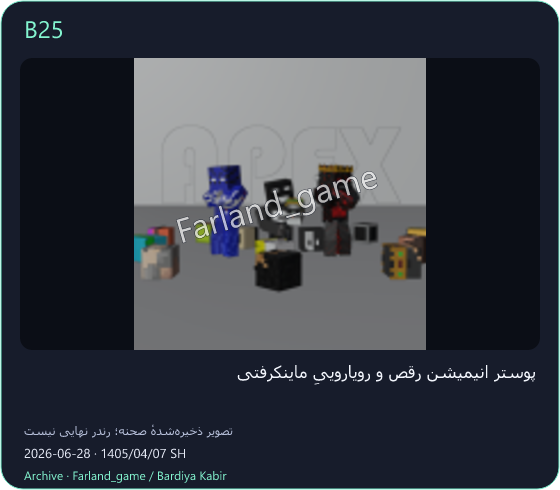 B25
APEX
Farland_game
پوستر انیمیشن رقص و رویاروییِ ماینکرفتی
تصویر ذخیره‌شدهٔ صحنه؛ رندر نهایی نیست
2026-06-28 · 1405/04/07 SH
Archive · Farland_game / Bardiya Kabir